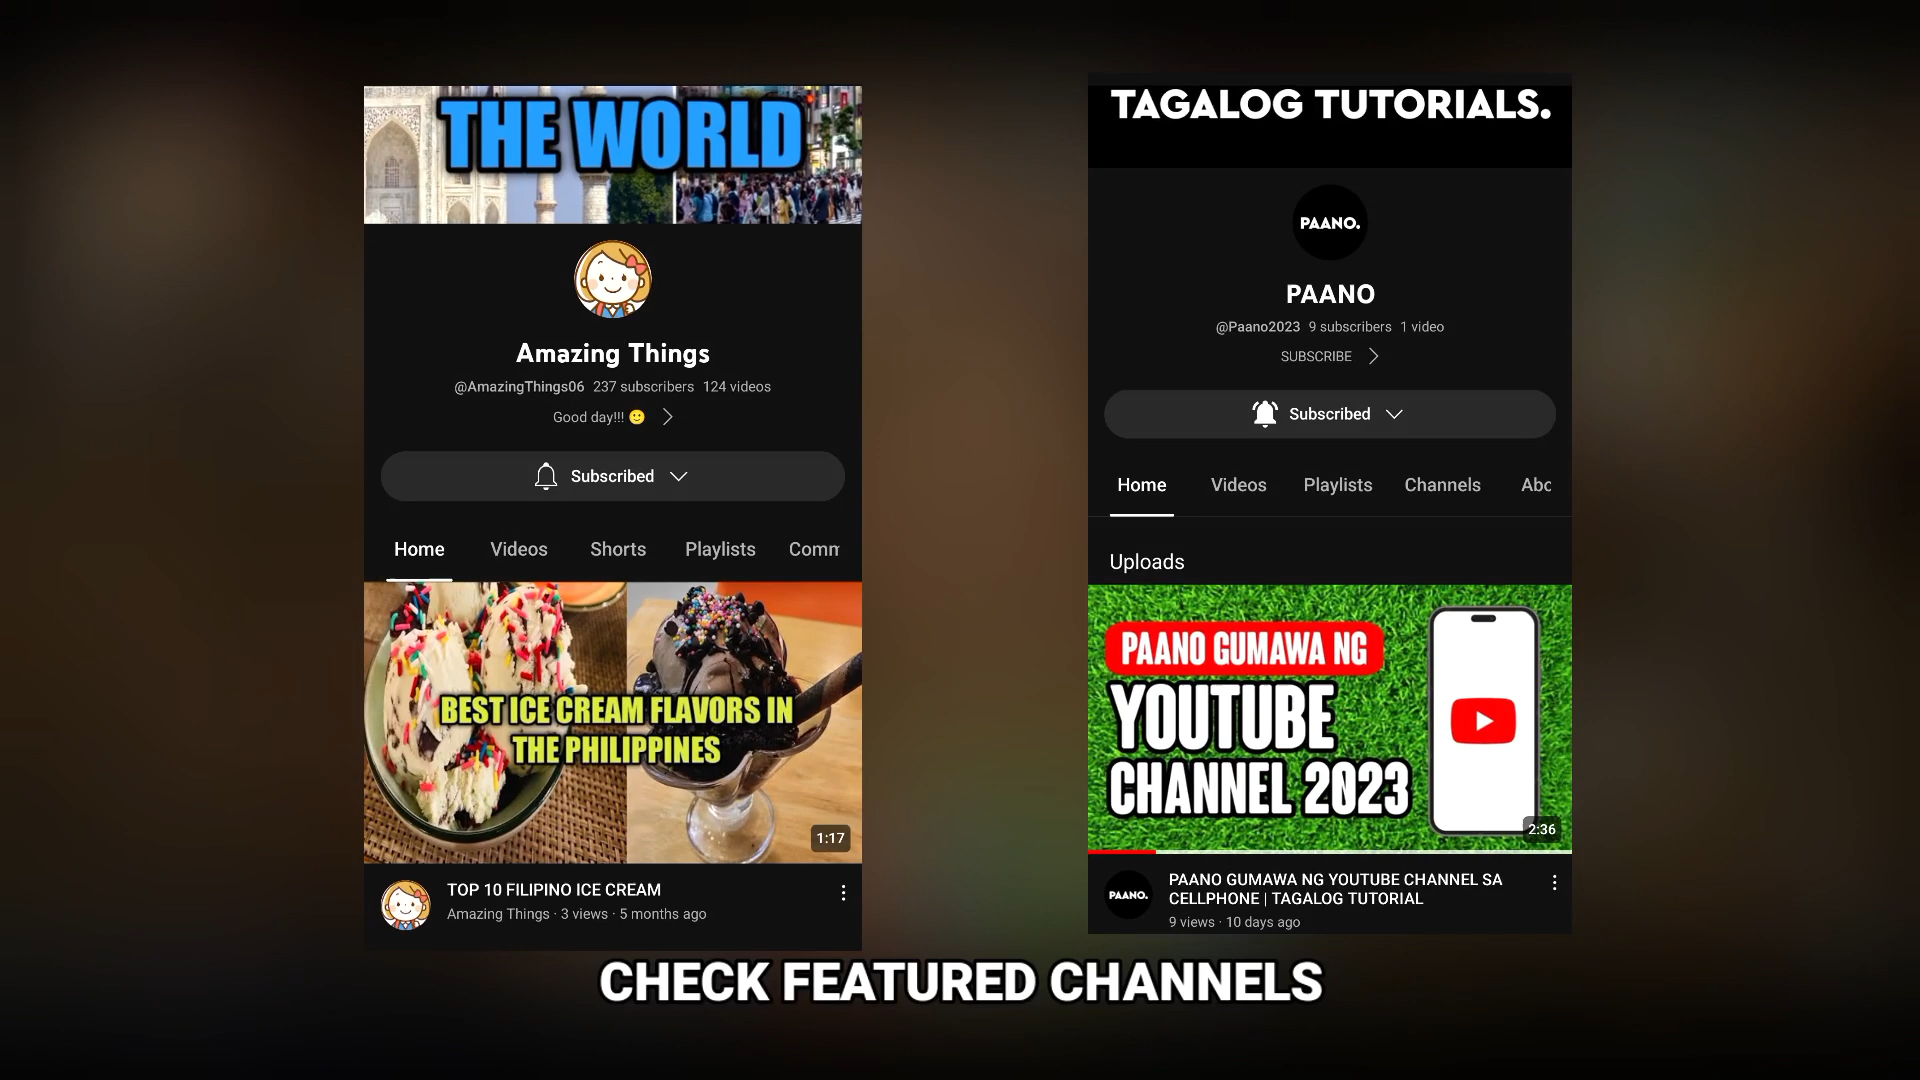 THE WORLD
Amazing Things
@AmazingThings06 237 subscribers 124 videos
Good day!!! 🙂
Subscribed
Home Videos Shorts Playlists Comm
BEST ICE CREAM FLAVORS IN
THE PHILIPPINES
1:17
TOP 10 FILIPINO ICE CREAM
Amazing Things · 3 views · 5 months ago
TAGALOG TUTORIALS.
PAANO.
PAANO
@Paano2023 9 subscribers 1 video
SUBSCRIBE
Subscribed
Home Videos Playlists Channels Abc
Uploads
PAANO GUMAWA NG
YOUTUBE
CHANNEL 2023
2:36
PAANO.
PAANO GUMAWA NG YOUTUBE CHANNEL SA
CELLPHONE | TAGALOG TUTORIAL
9 views · 10 days ago
CHECK FEATURED CHANNELS